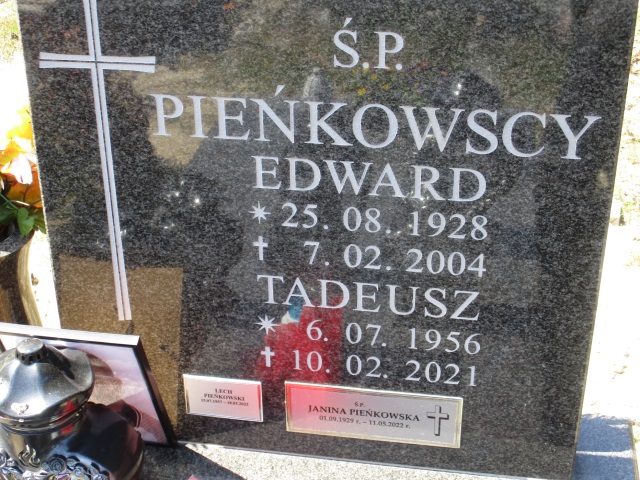 Ś.P.
PIEŃKOWSCY
EDWARD
* 25. 08. 1928
† 7. 02. 2004
TADEUSZ
* 6. 07. 1956
† 10. 02. 2021
LECH
PIEŃKOWSKI
Ś.P.
JANINA PIEŃKOWSKA
03.09.1929 r. – 11.05.2022 r.